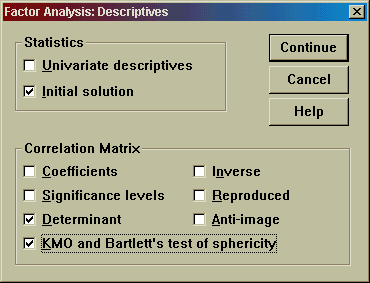 Factor Analysis: Descriptives
Statistics
Univariate descriptives
Initial solution
Continue
Cancel
Help
Correlation Matrix
Coefficients Inverse
Significance levels Reproduced
Determinant Anti-image
KMO and Bartlett's test of sphericity